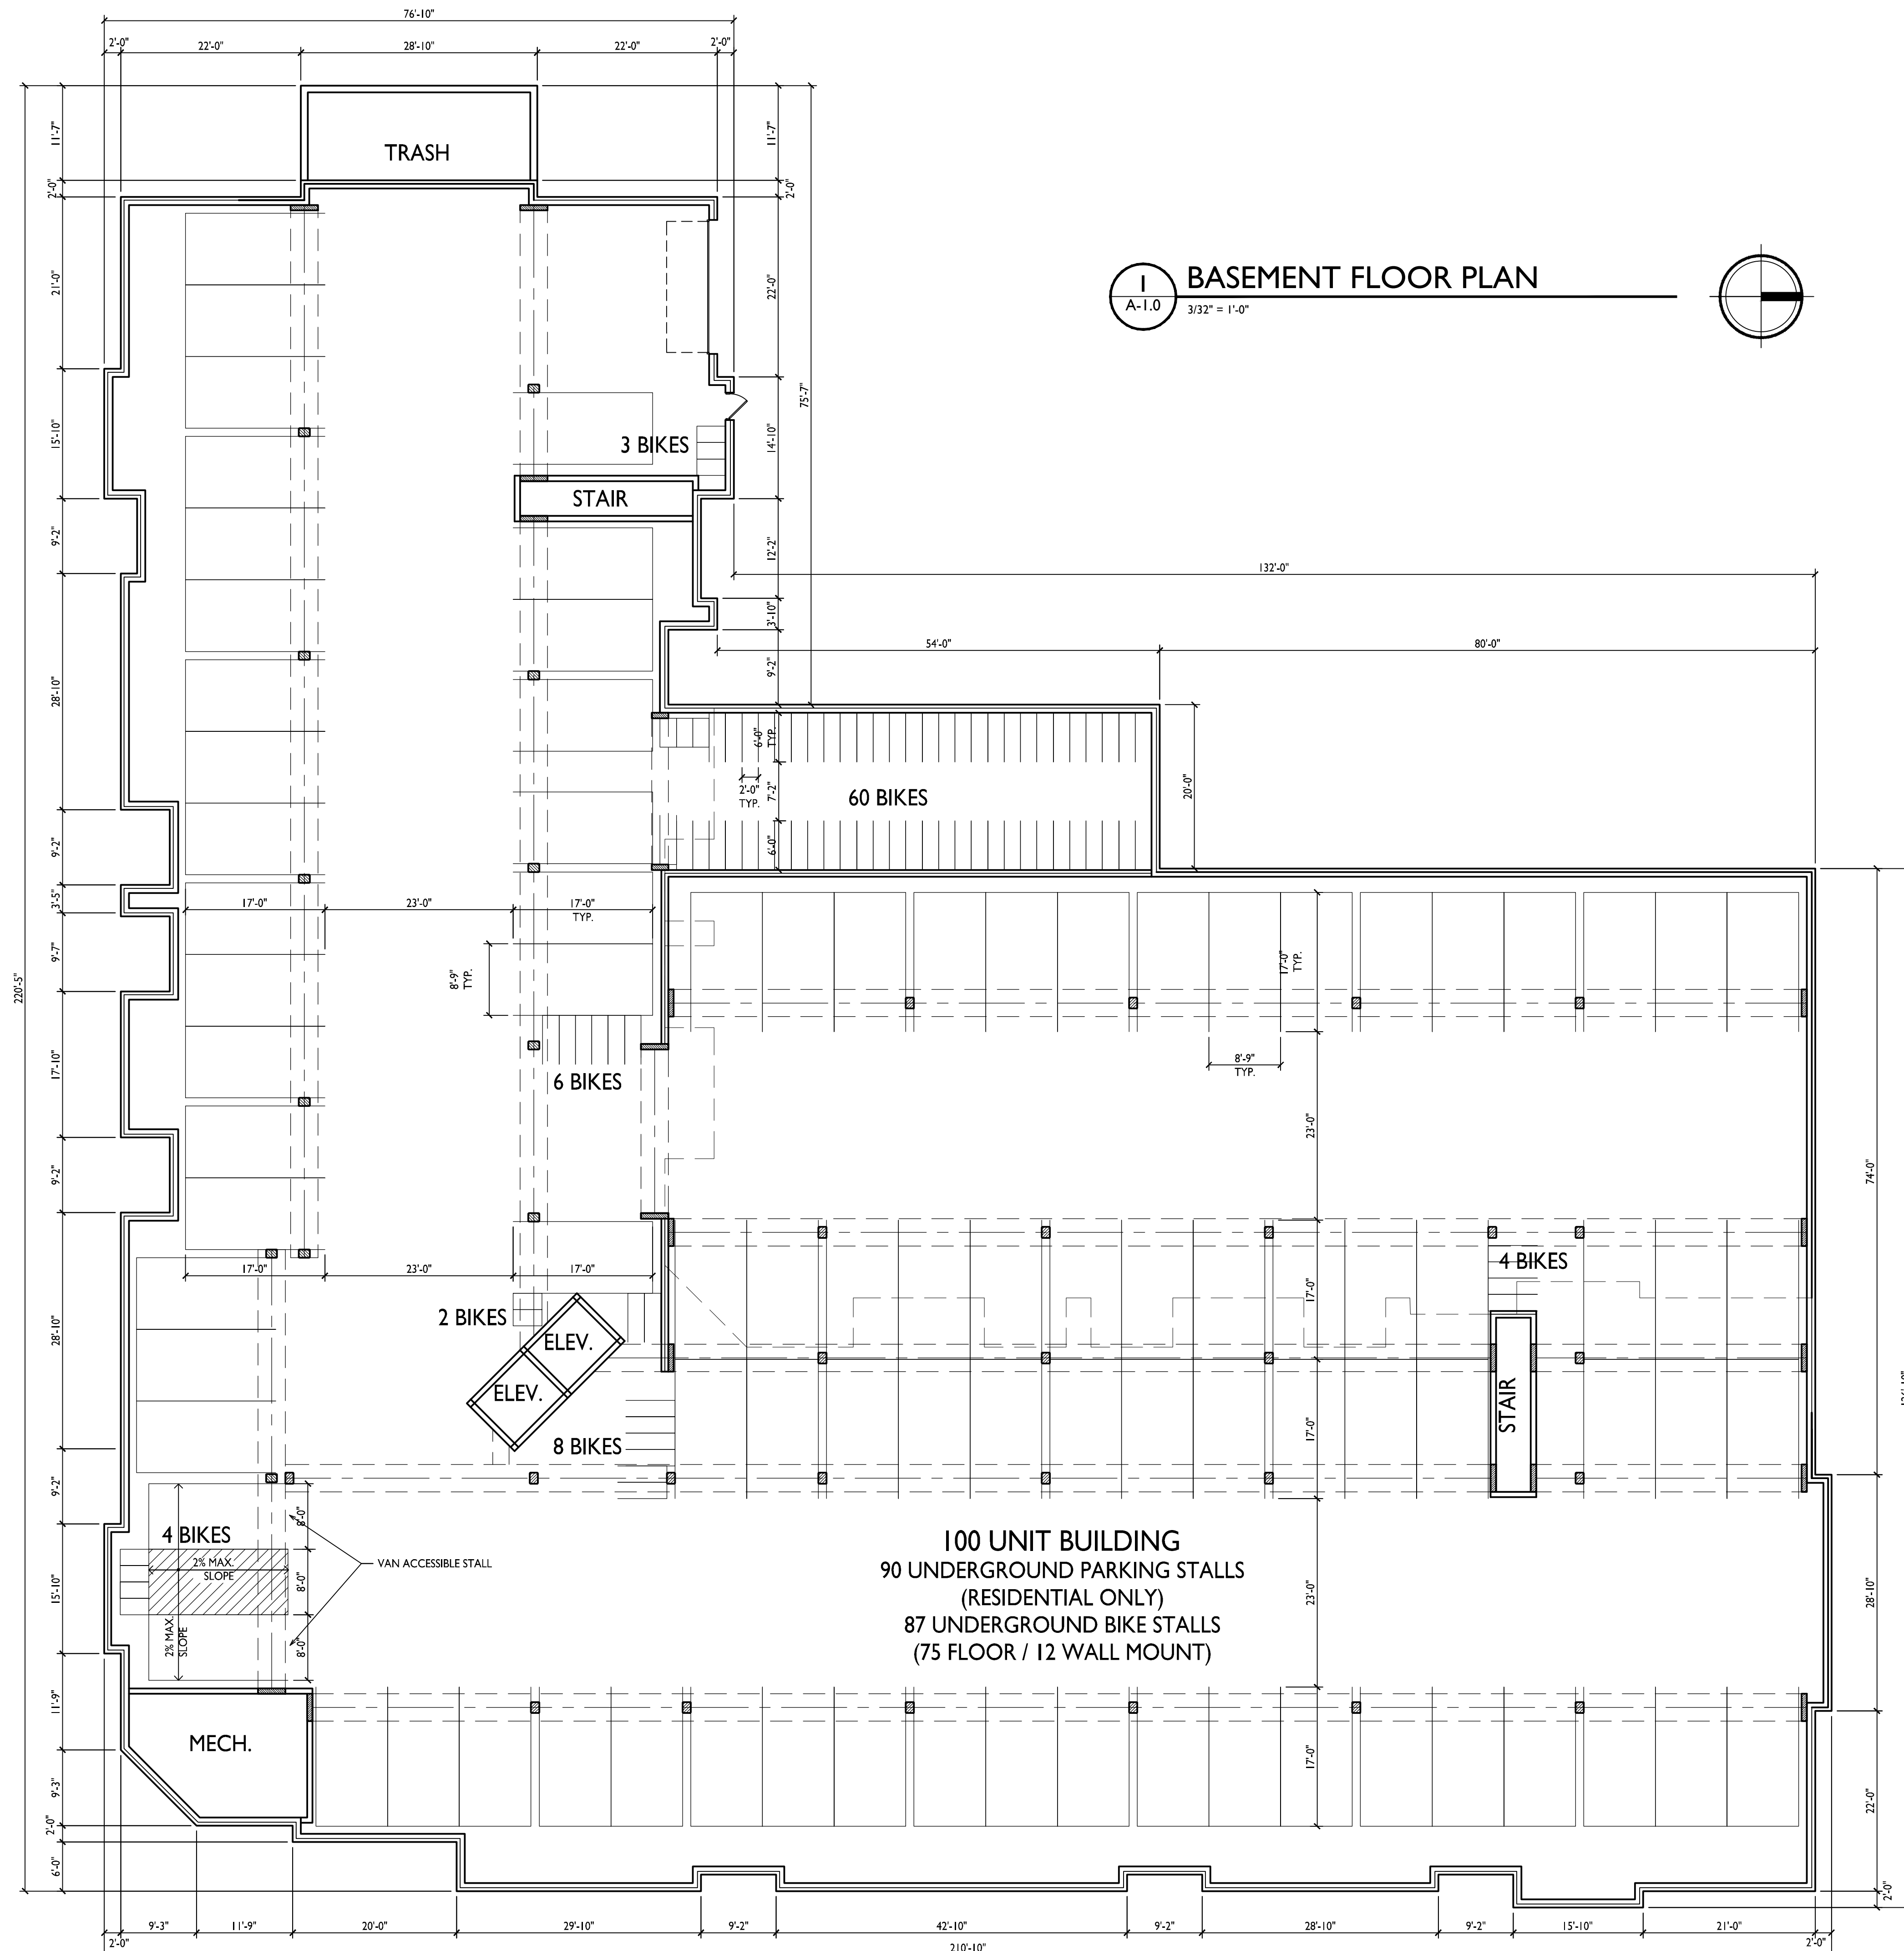 76'-10"
2'-0"
22'-0"
28'-10"
22'-0"
2'-0"
11'-7"
2'-0"
21'-0"
15'-10"
9'-2"
28'-10"
9'-2"
3'-5"
9'-7"
17'-10"
9'-2"
28'-10"
9'-2"
15'-10"
11'-9"
9'-3"
2'-0"
6'-0"
220'-5"
TRASH
11'-7"
2'-0"
22'-0"
14'-10"
12'-2"
3'-10"
9'-2"
75'-7"
1
A-1.0
BASEMENT FLOOR PLAN
3/32" = 1'-0"
3 BIKES
STAIR
132'-0"
54'-0"
80'-0"
6'-0"
TYP.
2'-0"
TYP.
7'-2"
60 BIKES
6'-0"
20'-0"
17'-0"
23'-0"
17'-0"
TYP.
8'-9"
TYP.
17'-0"
TYP.
8'-9"
TYP.
6 BIKES
23'-0"
74'-0"
17'-0"
23'-0"
17'-0"
17'-0"
4 BIKES
2 BIKES
ELEV.
ELEV.
STAIR
17'-0"
8 BIKES
4 BIKES
2% MAX.
SLOPE
2% MAX.
SLOPE
8'-0"
8'-0"
8'-0"
VAN ACCESSIBLE STALL
100 UNIT BUILDING
90 UNDERGROUND PARKING STALLS
(RESIDENTIAL ONLY)
87 UNDERGROUND BIKE STALLS
(75 FLOOR / 12 WALL MOUNT)
23'-0"
28'-10"
MECH.
17'-0"
22'-0"
2'-0"
2'-0"
9'-3"
11'-9"
20'-0"
29'-10"
9'-2"
42'-10"
9'-2"
28'-10"
9'-2"
15'-10"
21'-0"
2'-0"
210'-10"